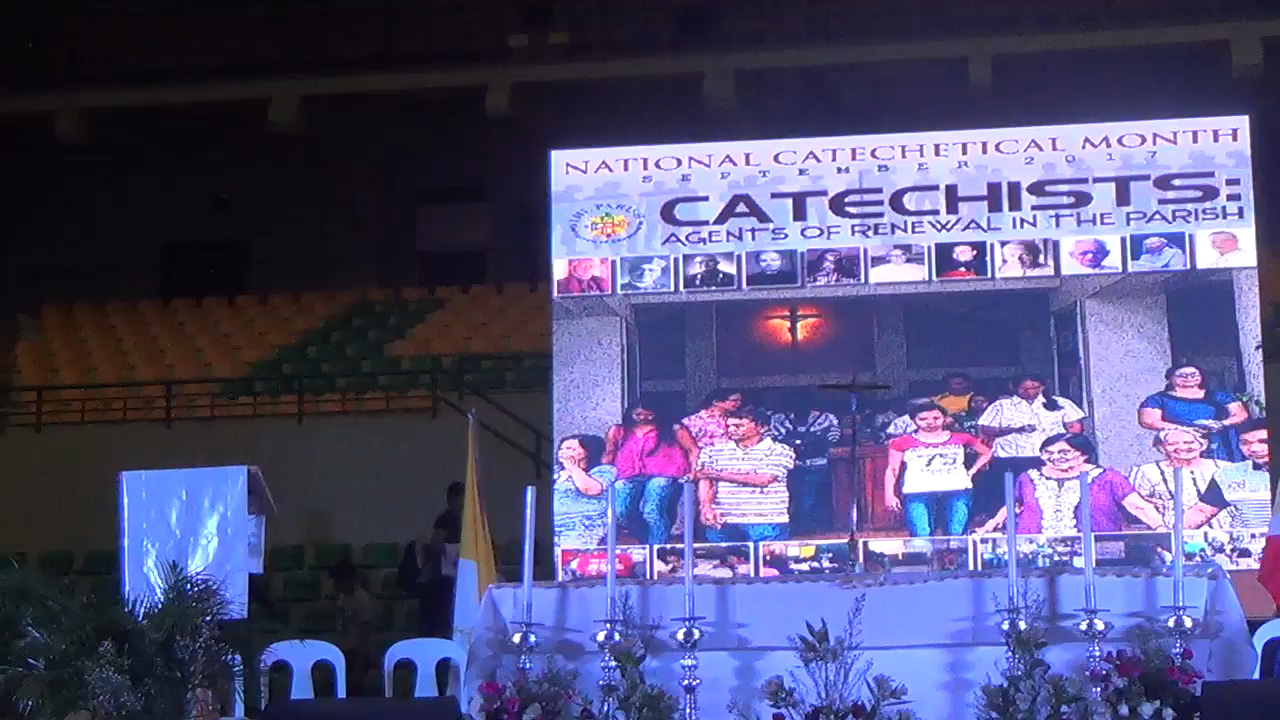 NATIONAL CATECHETICAL MONTH
SEPTEMBER 2017
CATECHISTS:
AGENTS OF RENEWAL IN THE PARISH